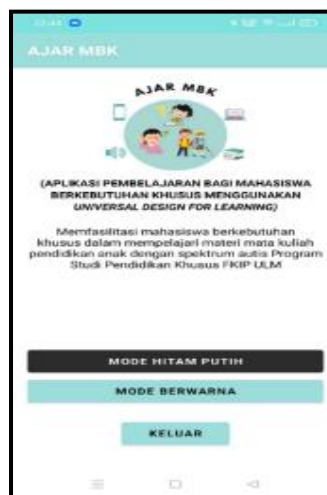 AJAR MBK
AJAR MBK
(APLIKASI PEMBELAJARAN BAGI MAHASISWA
BERKEBUTUHAN KHUSUS MENGGUNAKAN
UNIVERSAL DESIGN FOR LEARNING)
Memfasilitasi mahasiswa berkebutuhan
khusus dalam mempelajari materi mata kuliah
pendidikan anak dengan spektrum autis Program
Studi Pendidikan Khusus FKIP ULM
MODE HITAM PUTIH
MODE BERWARNA
KELUAR